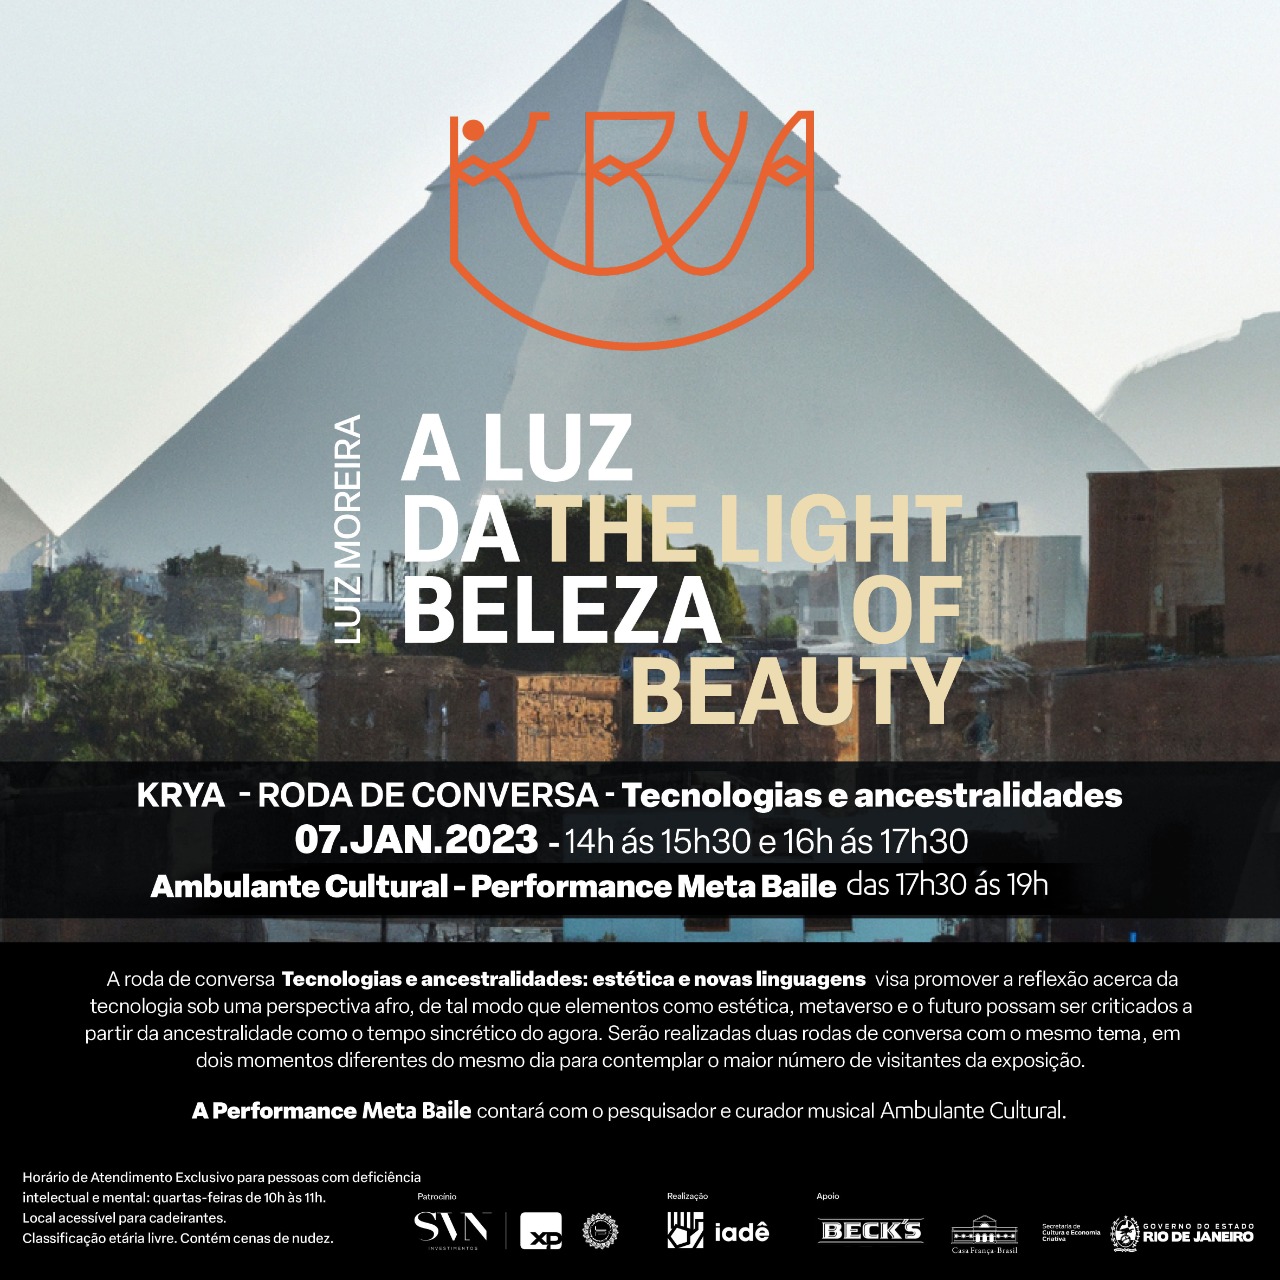 KRYA
LUIZ MOREIRA
A LUZ
DA THE LIGHT
BELEZA OF
BEAUTY
KRYA - RODA DE CONVERSA - Tecnologias e ancestralidades
07.JAN.2023 - 14h ás 15h30 e 16h ás 17h30
Ambulante Cultural - Performance Meta Baile das 17h30 ás 19h
A roda de conversa Tecnologias e ancestralidades: estética e novas linguagens visa promover a reflexão acerca da
tecnologia sob uma perspectiva afro, de tal modo que elementos como estética, metaverso e o futuro possam ser criticados a
partir da ancestralidade como o tempo sincrético do agora. Serão realizadas duas rodas de conversa com o mesmo tema, em
dois momentos diferentes do mesmo dia para contemplar o maior número de visitantes da exposição.
A Performance Meta Baile contará com o pesquisador e curador musical Ambulante Cultural.
Horário de Atendimento Exclusivo para pessoas com deficiência
intelectual e mental: quartas-feiras de 10h às 11h.
Local acessível para cadeirantes.
Classificação etária livre. Contém cenas de nudez.
Patrocínio
SVN
INVESTIMENTOS
XP
Realização
iadê
Apoio
BECK'S
Casa França-Brasil
Secretaria de
Cultura e Economia
Criativa
GOVERNO DO ESTADO
RIO DE JANEIRO